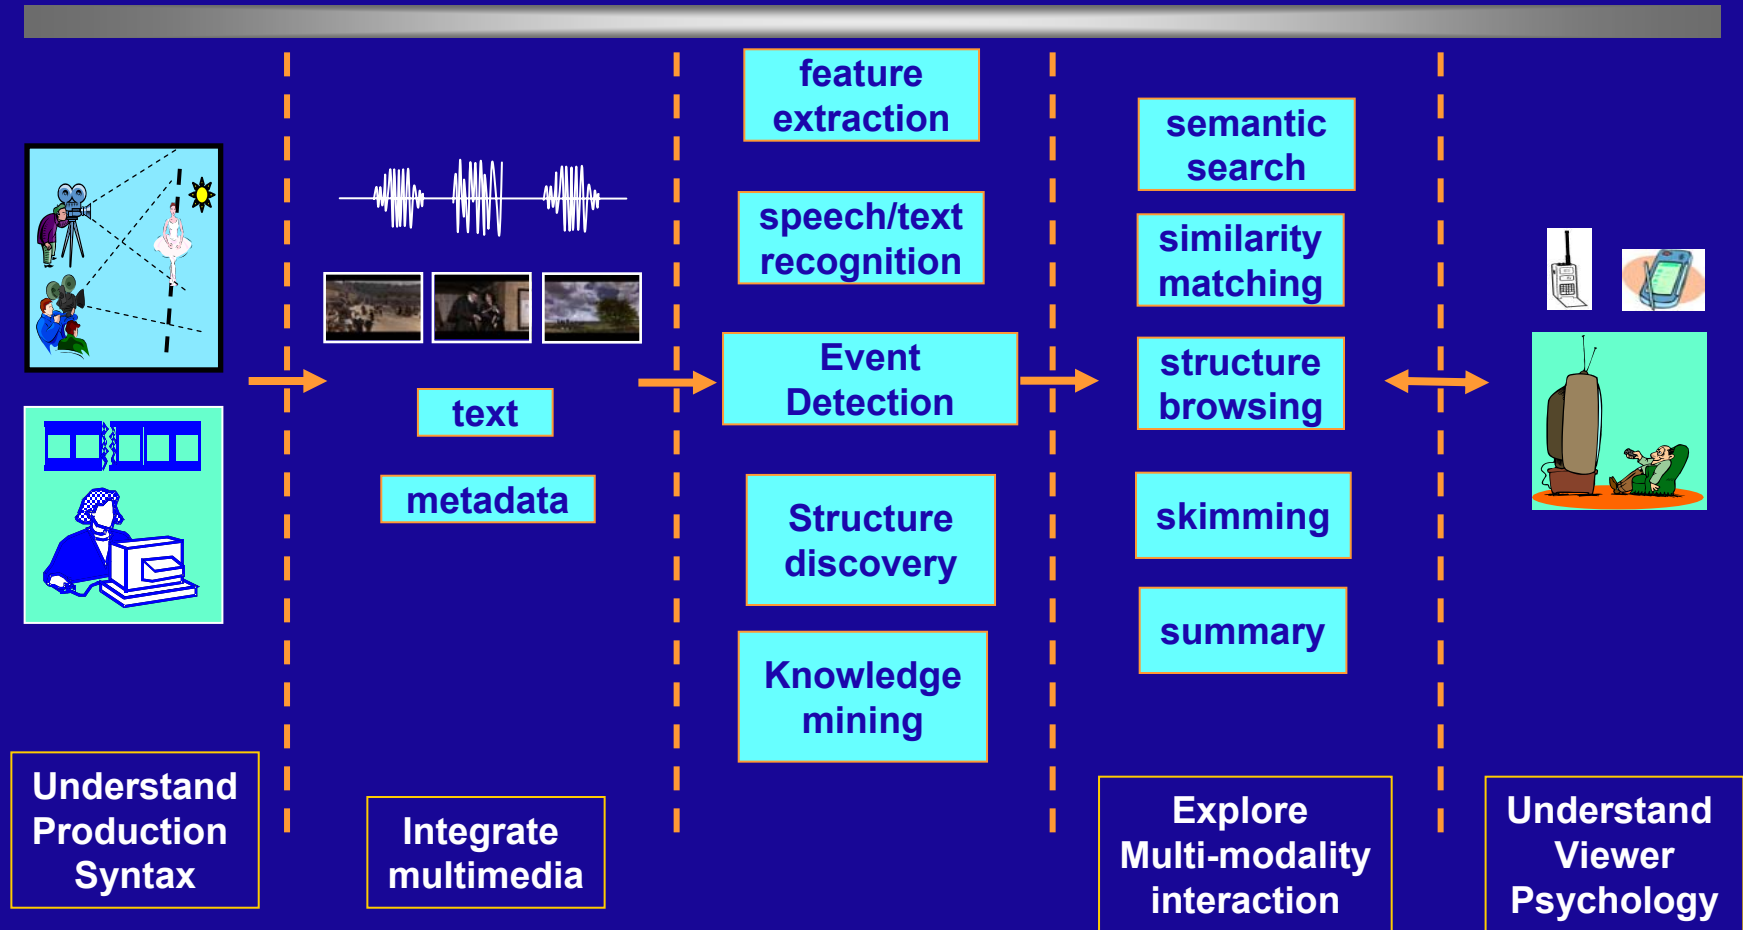 feature
extraction
speech/text
recognition
Event
Detection
Structure
discovery
Knowledge
mining
semantic
search
similarity
matching
structure
browsing
skimming
summary
text
metadata
Understand
Production
Syntax
Integrate
multimedia
Explore
Multi-modality
interaction
Understand
Viewer
Psychology